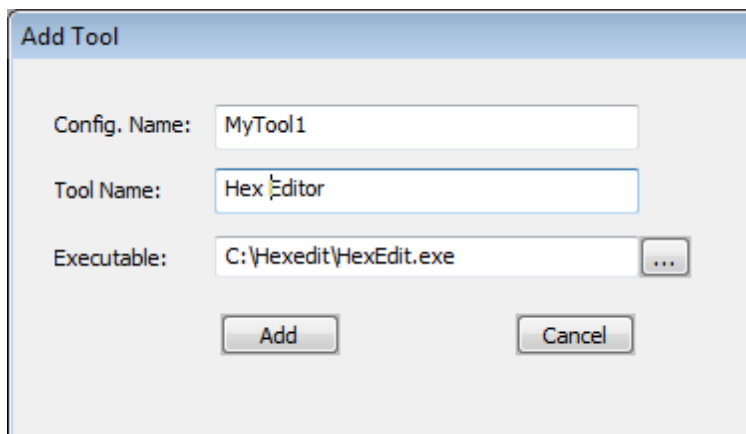 Add Tool
Config. Name: MyTool1
Tool Name: Hex Editor
Executable: C:\Hexedit\HexEdit.exe ...
Add Cancel